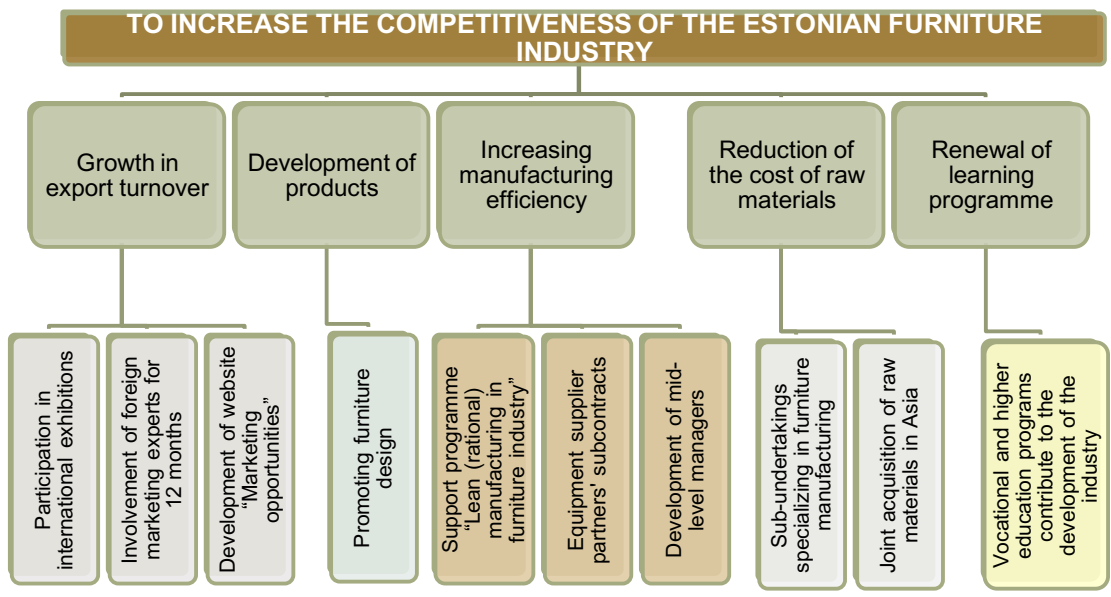 TO INCREASE THE COMPETITIVENESS OF THE ESTONIAN FURNITURE
INDUSTRY
Growth in
export turnover
Development of
products
Increasing
manufacturing
efficiency
Reduction of
the cost of raw
materials
Renewal of
learning
programme
Participation in
international exhibitions
Involvement of foreign
marketing experts for
12 months
Development of website
“Marketing
opportunities”
Promoting furniture
design
Support programme
“Lean (rational)
manufacturing in
furniture industry”
Equipment supplier
partners' subcontracts
Development of mid-
level managers
Sub-undertakings
specializing in furniture
manufacturing
Joint acquisition of raw
materials in Asia
Vocational and higher
education programs
contribute to the
development of the
industry